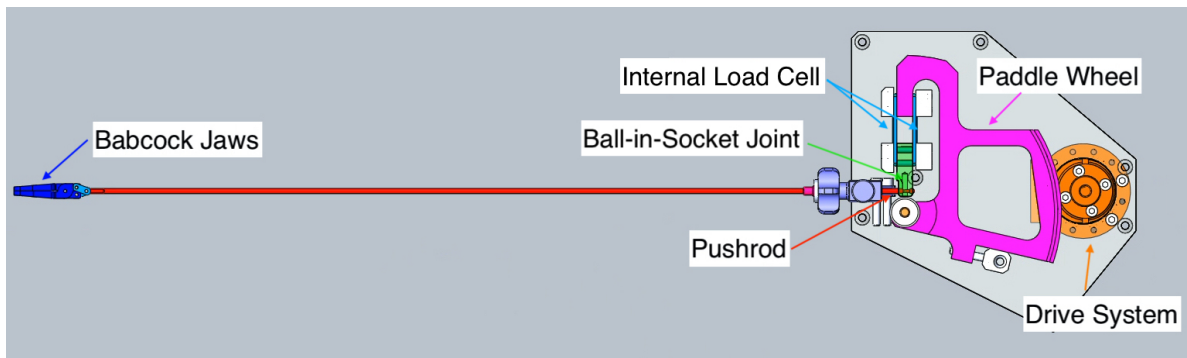 Internal Load Cell
Paddle Wheel
Babcock Jaws
Ball-in-Socket Joint
Pushrod
Drive System